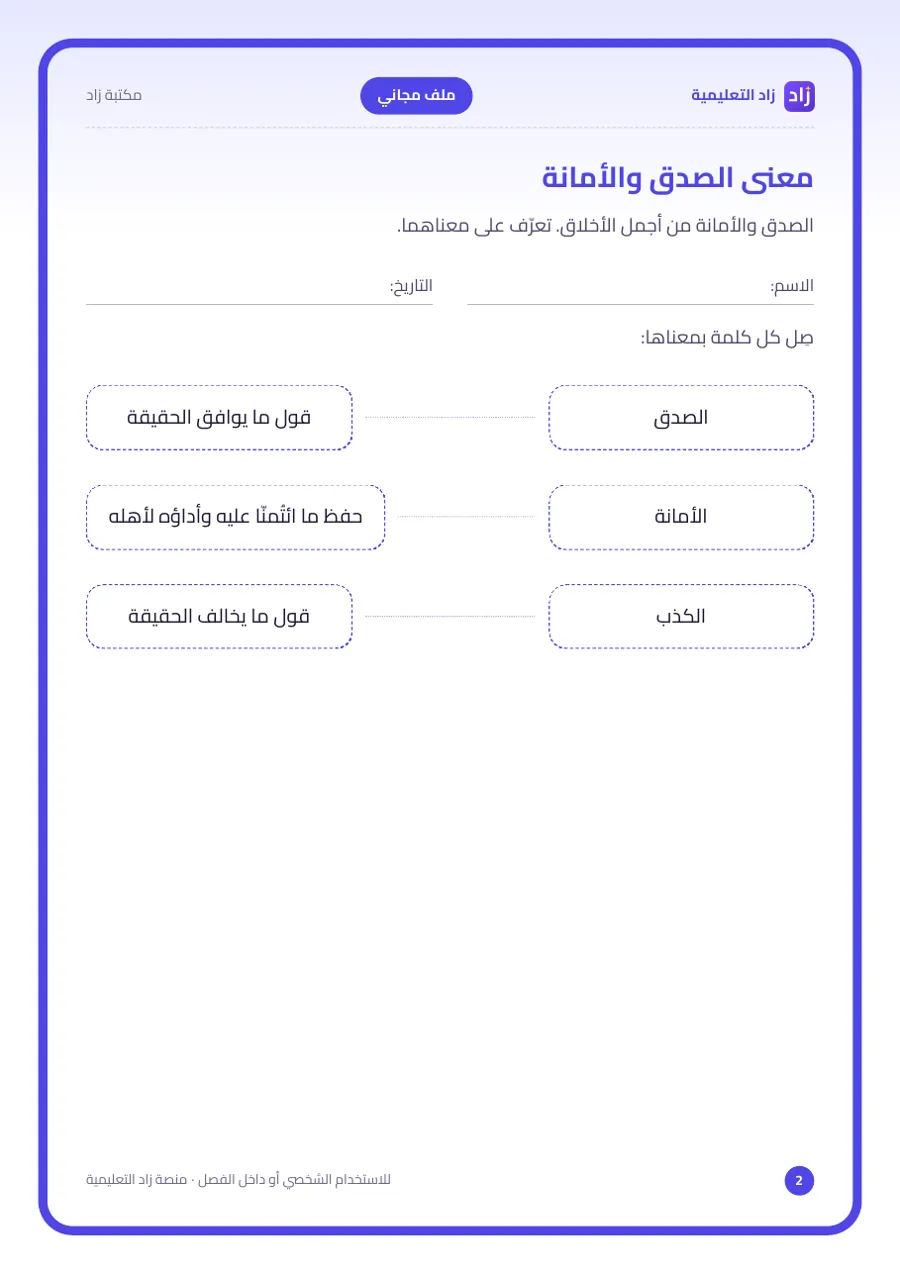 زاد زاد التعليمية
ملف مجاني
مكتبة زاد
معنى الصدق والأمانة
الصدق والأمانة من أجمل الأخلاق. تعرّف على معناهما.
الاسم:
التاريخ:
صِل كل كلمة بمعناها:
الصدق
قول ما يوافق الحقيقة
الأمانة
حفظ ما ائتُمنّا عليه وأداؤه لأهله
الكذب
قول ما يخالف الحقيقة
2
للاستخدام الشخصي أو داخل الفصل · منصة زاد التعليمية